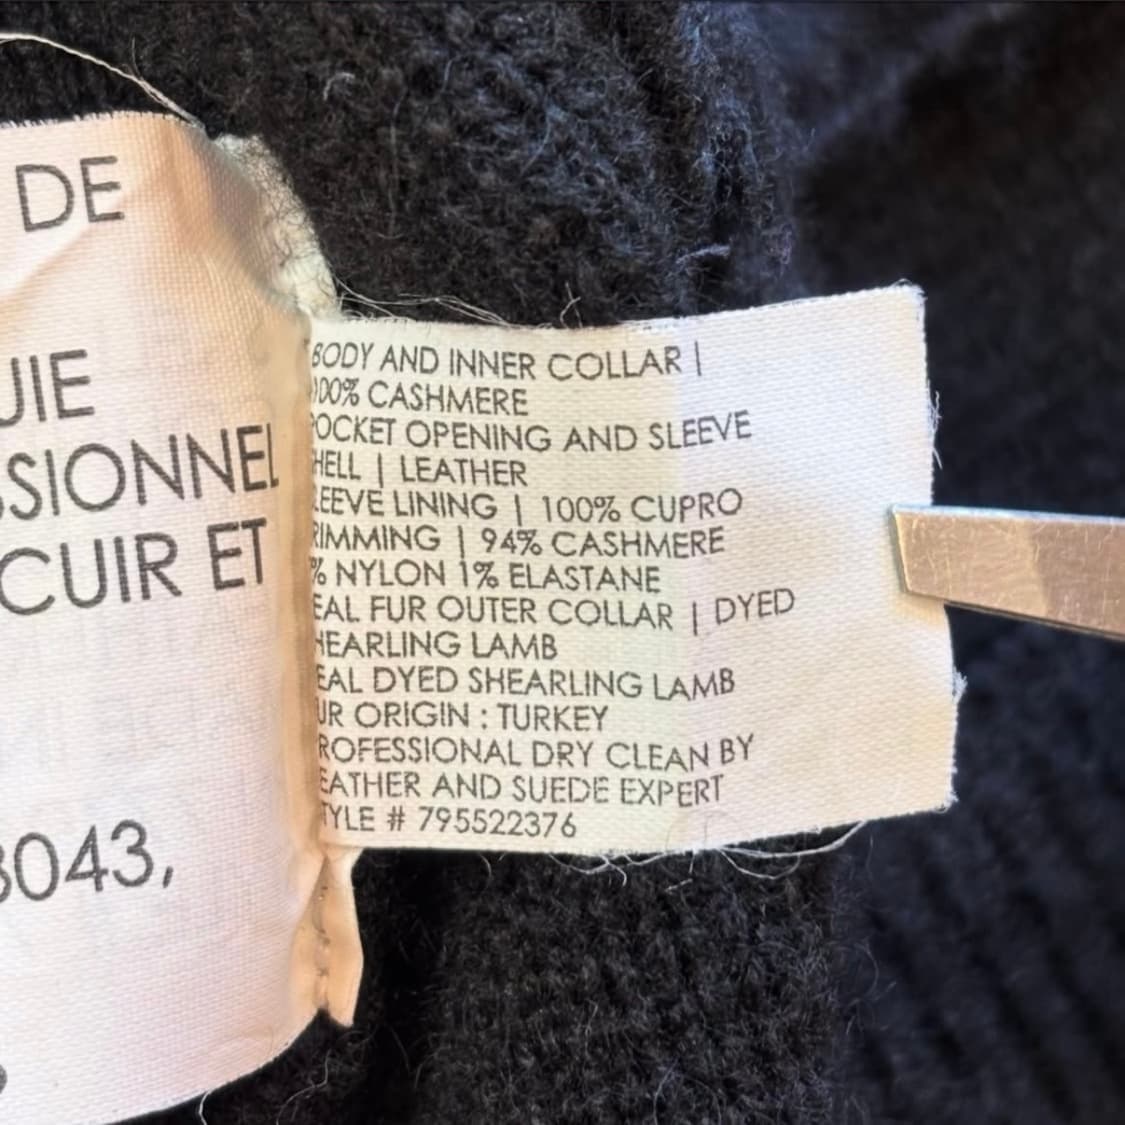 DE
UIE
SSIONNEL
CUIR ET
3043,
BODY AND INNER COLLAR |
100% CASHMERE
POCKET OPENING AND SLEEVE
HELL | LEATHER
LEEVE LINING | 100% CUPRO
RIMMING | 94% CASHMERE
% NYLON 1% ELASTANE
EAL FUR OUTER COLLAR | DYED
HEARLING LAMB
EAL DYED SHEARLING LAMB
UR ORIGIN : TURKEY
ROFESSIONAL DRY CLEAN BY
EATHER AND SUEDE EXPERT
TYLE # 795522376